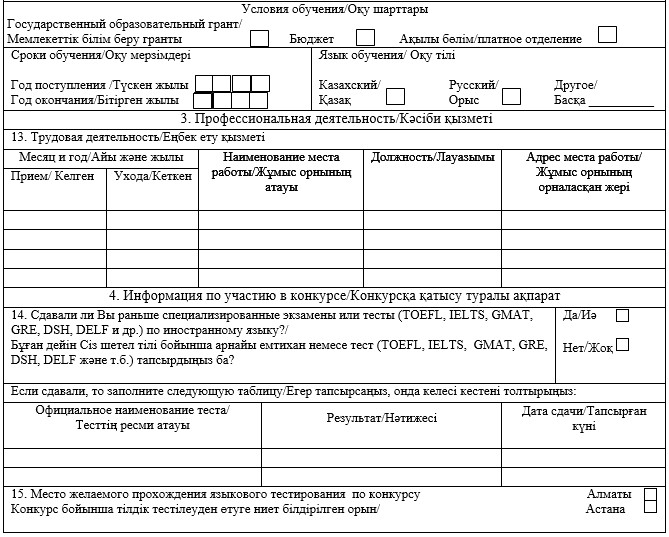 Условия обучения/Оқу шарттары
Государственный образовательный грант/
Мемлекеттік білім беру гранты Бюджет Ақылы бөлім/платное отделение
Сроки обучения/Оқу мерзімдері
Год поступления /Түскен жылы
Год окончания/Бітірген жылы
Язык обучения/ Оқу тілі
Казахский/ Русский/ Другое/
Қазақ Орыс Басқа __________
3. Профессиональная деятельность/Кәсіби қызметі
13. Трудовая деятельность/Еңбек ету қызметі
Месяц и год/Айы және жылы
Прием/ Келген
Ухода/Кеткен
Наименование места
работы/Жұмыс орнының
атауы
Должность/Лауазымы
Адрес места работы/
Жұмыс орнының
орналасқан жері
4. Информация по участию в конкурсе/Конкурсқа қатысу туралы ақпарат
14. Сдавали ли Вы раньше специализированные экзамены или тесты (TOEFL, IELTS, GMAT,
GRE, DSH, DELF и др.) по иностранному языку?/
Бұған дейін Сіз шетел тілі бойынша арнайы емтихан немесе тест (TOEFL, IELTS, GMAT, GRE,
DSH, DELF және т.б.) тапсырдыңыз ба?
Да/Иә
Нет/Жоқ
Если сдавали, то заполните следующую таблицу/Егер тапсырсаңыз, онда келесі кестені толтырыңыз:
Официальное наименование теста/
Тесттің ресми атауы
Результат/Нәтижесі
Дата сдачи/Тапсырған
күні
15. Место желаемого прохождения языкового тестирования по конкурсу Алматы
Конкурс бойынша тілдік тестілеуден өтуге ниет білдірілген орын/ Астана